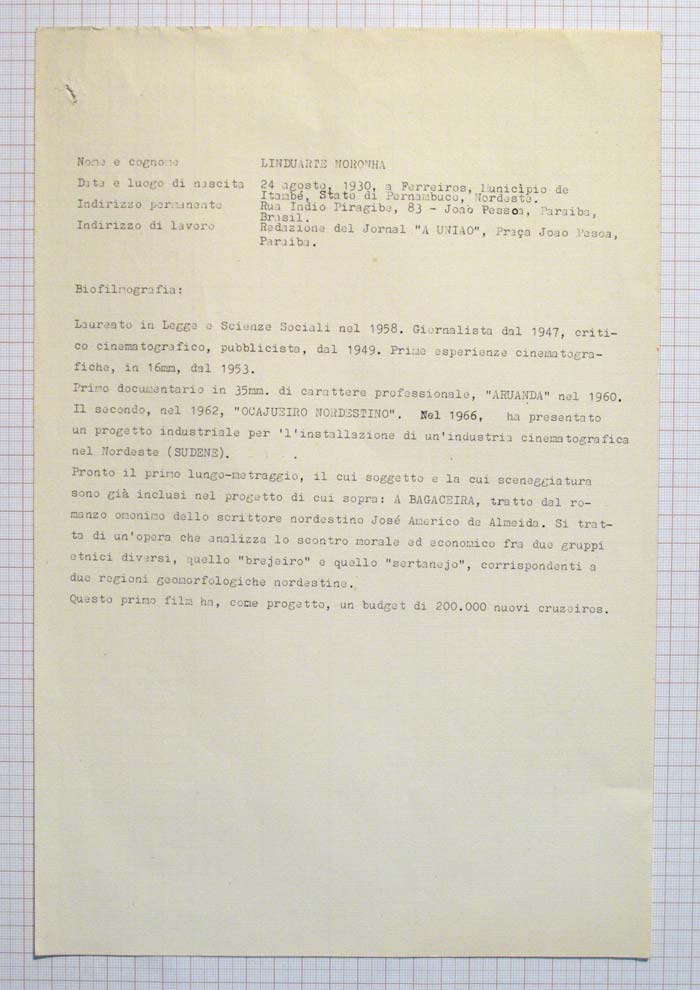 Nome e cognome LINDUARTE NORONHA
Data e luogo di nascita 24 agosto, 1930, a Ferreiros, Municipio de
Itambé, Stato di Pernambuco, Nordeste.
Indirizzo permanente Rua Indio Piragibe, 83 - Joao Pessoa, Paraiba,
Brasil.
Indirizzo di lavoro Redazione del Jornal "A UNIAO", Praça Joao Pesoa,
Paraiba.
Biofilmografia:
Laureato in Legge e Scienze Sociali nel 1958. Giornalista dal 1947, criti-
co cinematografico, pubblicista, dal 1949. Prime esperienze cinematogra-
fiche, in 16mm, dal 1953.
Primo documentario in 35mm. di carattere professionale, "ARUANDA" nel 1960.
Il secondo, nel 1962, "OCAJUEIRO NORDESTINO". Nel 1966, ha presentato
un progetto industriale per 'l'installazione di un'industria cinematografica
nel Nordeste (SUDENE).
Pronto il primo lungo-metraggio, il cui soggetto e la cui sceneggiatura
sono già inclusi nel progetto di cui sopra: A BAGACEIRA, tratto dal ro-
manzo omonimo dello scrittore nordestino José Americo de Almeida. Si trat-
ta di un'opera che analizza lo scontro morale ed economico fra due gruppi
etnici diversi, quello "brejeiro" e quello "sertanejo", corrispondenti a
due regioni geomorfologiche nordestine.
Questo primo film ha, come progetto, un budget di 200.000 nuovi cruzeiros.